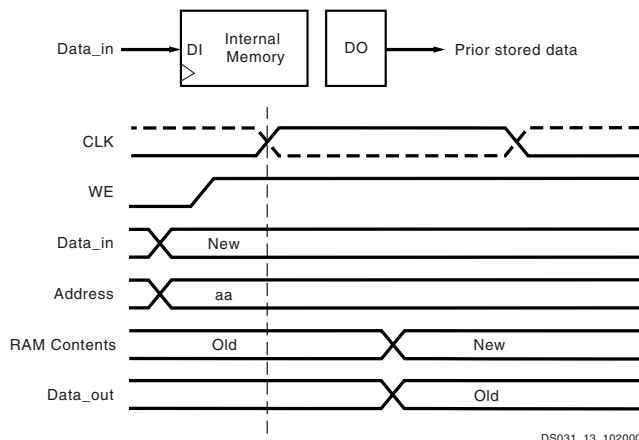 Data_in
DI
Internal
Memory
DO
Prior stored data
CLK
WE
Data_in
New
Address
aa
RAM Contents
Old
New
Data_out
Old
DS031_13_102000